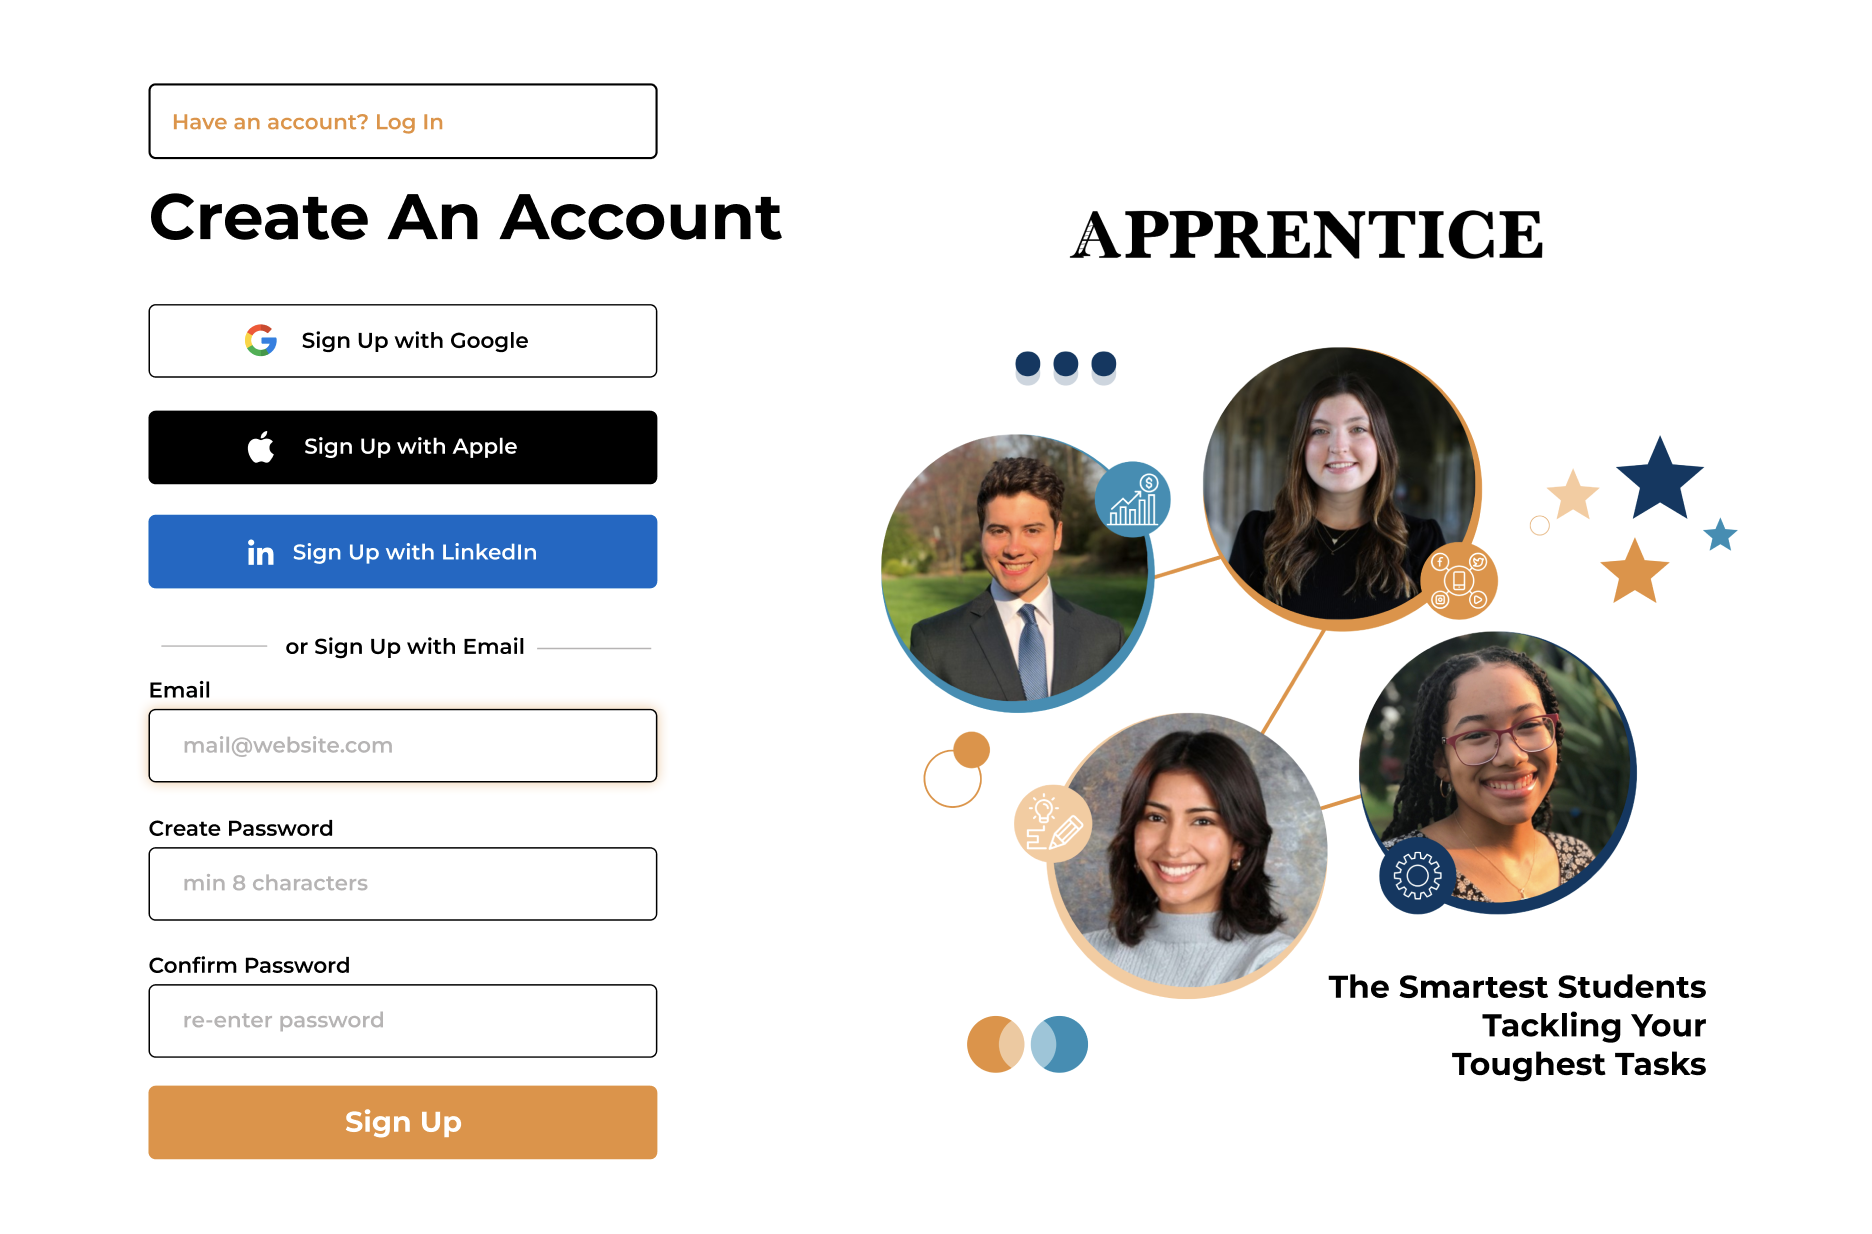 Have an account? Log In
Create An Account
Sign Up with Google
Sign Up with Apple
in Sign Up with LinkedIn
or Sign Up with Email
Email
mail@website.com
Create Password
min 8 characters
Confirm Password
re-enter password
Sign Up
APPRENTICE
$
The Smartest Students
Tackling Your
Toughest Tasks